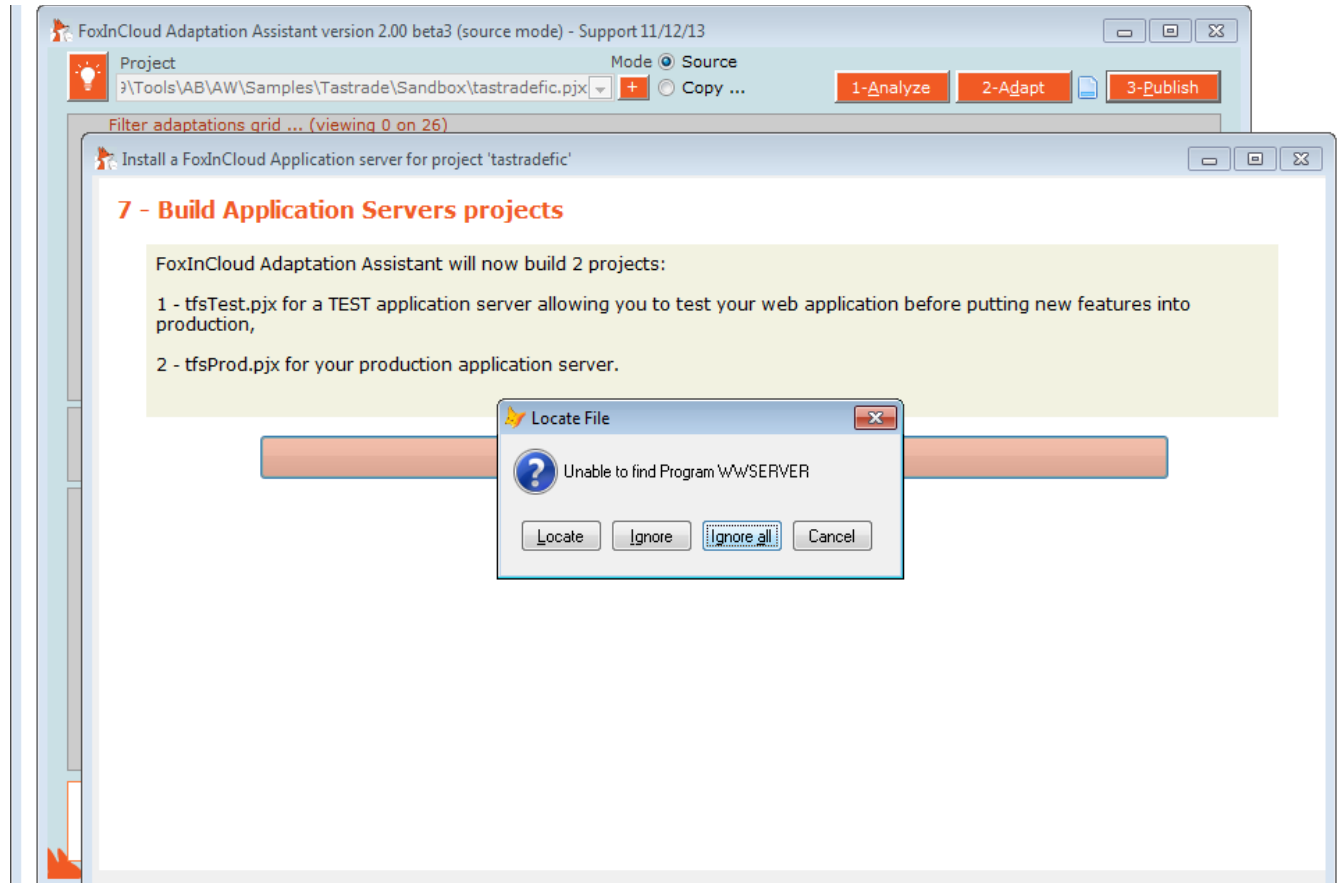 FoxInCloud Adaptation Assistant version 2.00 beta3 (source mode) - Support 11/12/13
Project
Mode Source
?\Tools\AB\AW\Samples\Tastrade\Sandbox\tastradefic.pjx
+
Copy ...
1-Analyze
2-Adapt
3-Publish
Filter adaptations grid ... (viewing 0 on 26)
Install a FoxInCloud Application server for project 'tastradefic'
7 - Build Application Servers projects
FoxInCloud Adaptation Assistant will now build 2 projects:
1 - tfsTest.pjx for a TEST application server allowing you to test your web application before putting new features into
production,
2 - tfsProd.pjx for your production application server.
Locate File
Unable to find Program WWSERVER
Locate
Ignore
Ignore all
Cancel